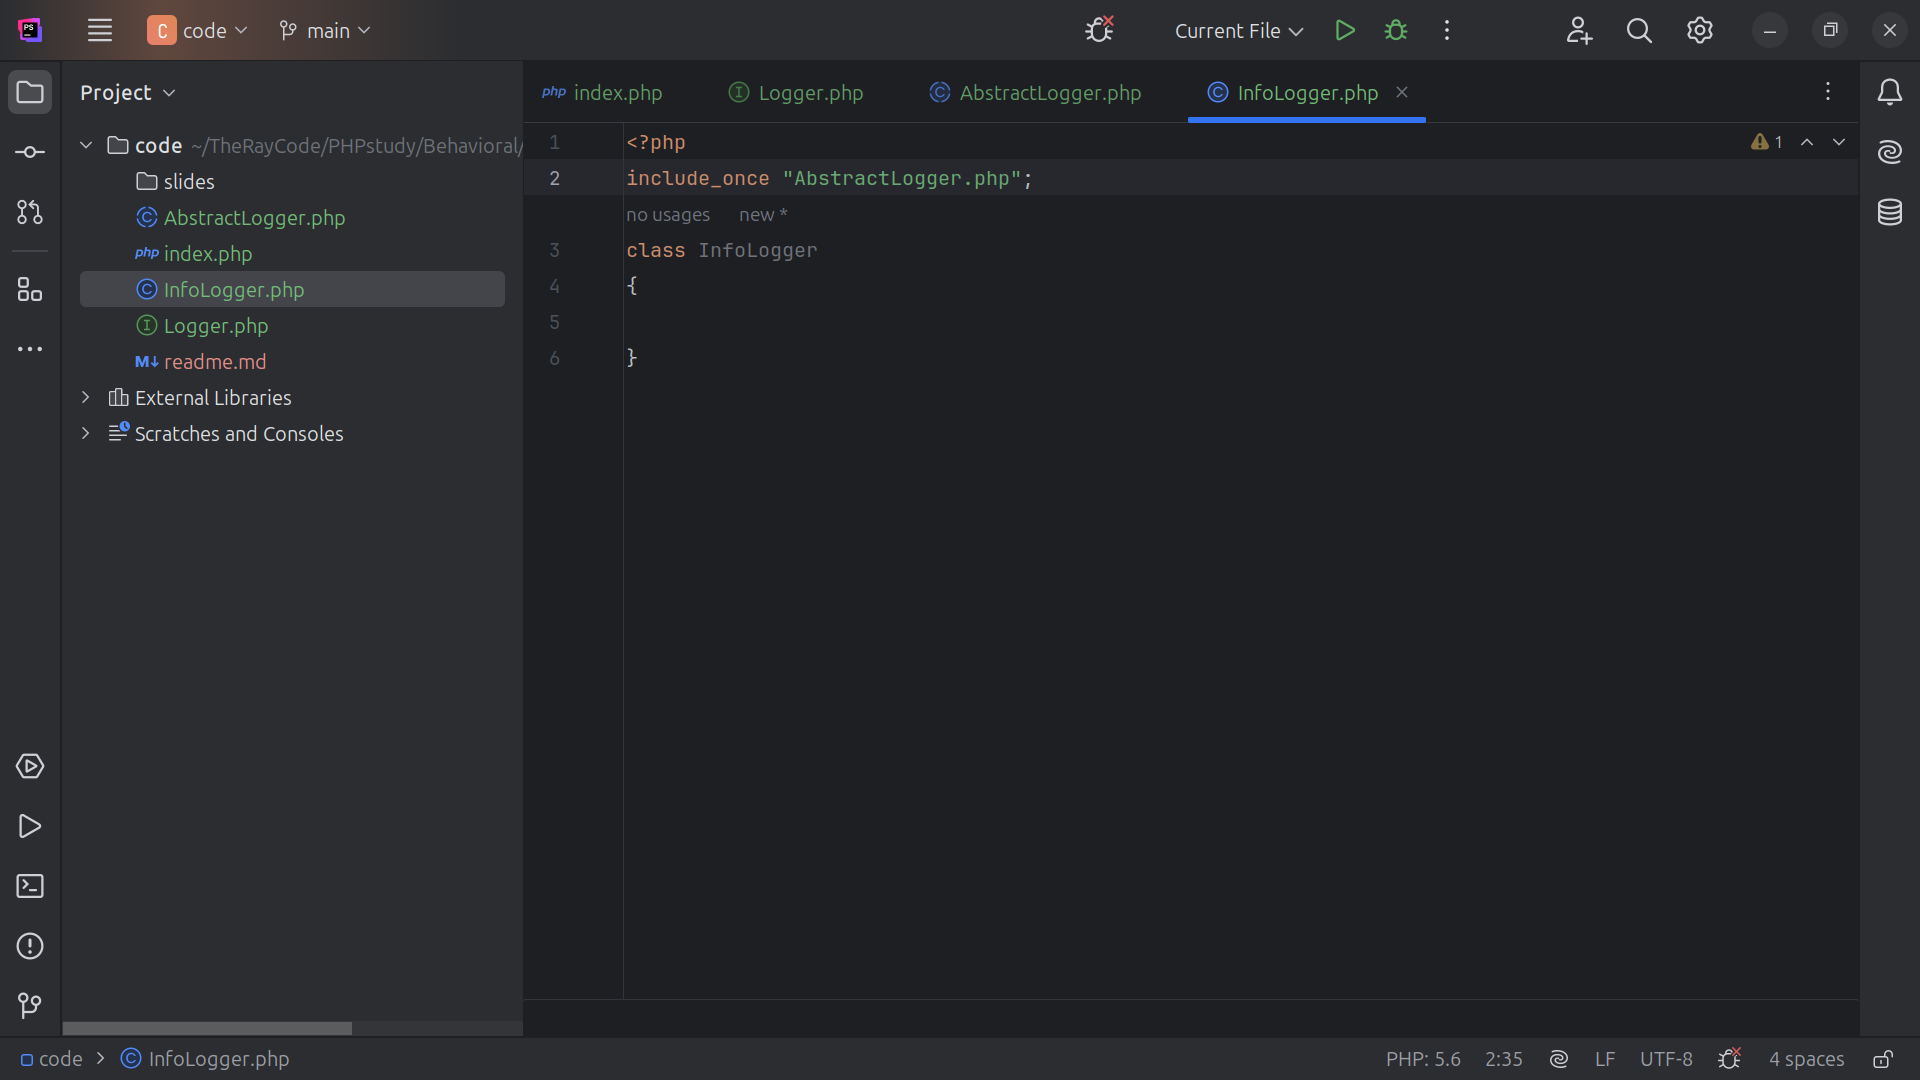 PS
C code main Current File
Project
index.php Logger.php AbstractLogger.php InfoLogger.php
code ~/TheRayCode/PHPstudy/Behavioral/
slides
AbstractLogger.php
php index.php
InfoLogger.php
Logger.php
M↓ readme.md
External Libraries
Scratches and Consoles
1 <?php
1
2 include_once "AbstractLogger.php";
no usages new *
3 class InfoLogger
4 {
5
6 }
code > InfoLogger.php PHP: 5.6 2:35 LF UTF-8 4 spaces